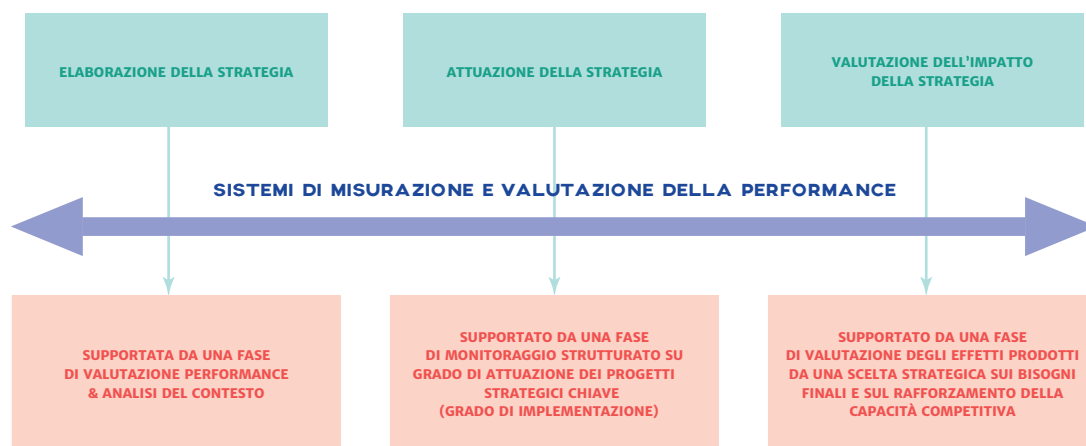 ELABORAZIONE DELLA STRATEGIA
ATTUAZIONE DELLA STRATEGIA
VALUTAZIONE DELL'IMPATTO
DELLA STRATEGIA
SISTEMI DI MISURAZIONE E VALUTAZIONE DELLA PERFORMANCE
SUPPORTATA DA UNA FASE
DI VALUTAZIONE PERFORMANCE
& ANALISI DEL CONTESTO
SUPPORTATO DA UNA FASE
DI MONITORAGGIO STRUTTURATO SU
GRADO DI ATTUAZIONE DEI PROGETTI
STRATEGICI CHIAVE
(GRADO DI IMPLEMENTAZIONE)
SUPPORTATO DA UNA FASE
DI VALUTAZIONE DEGLI EFFETTI PRODOTTI
DA UNA SCELTA STRATEGICA SUI BISOGNI
FINALI E SUL RAFFORZAMENTO DELLA
CAPACITÀ COMPETITIVA